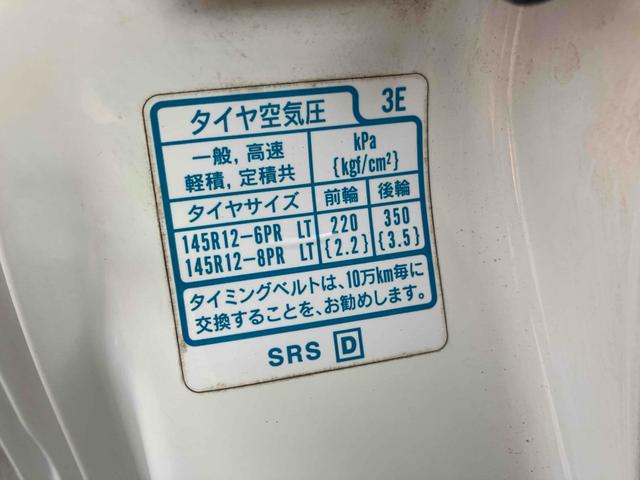 タイヤ空気圧 3E
一般, 高速 kPa
軽積, 定積共 {kgf/cm²}
タイヤサイズ 前輪 後輪
145R12-6PR LT 220 350
145R12-8PR LT {2.2} {3.5}
タイミングベルトは、10万km毎に
交換することを、お勧めします。
SRS D